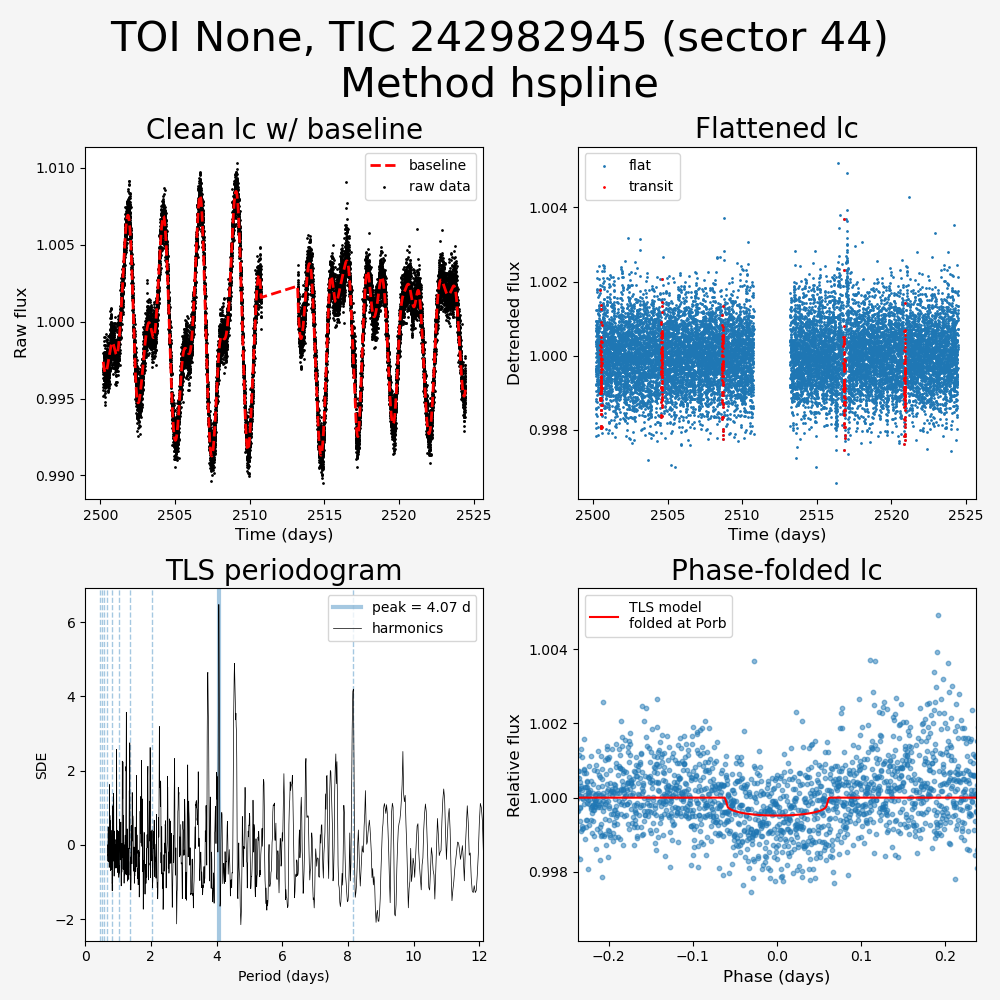 TOI None, TIC 242982945 (sector 44)
Method hspline
Clean lc w/ baseline
baseline
raw data
1.010
1.005
1.000
0.995
0.990
Raw flux
2500
2505
2510
2515
2520
2525
Time (days)
Flattened lc
flat
transit
1.004
1.002
1.000
0.998
Detrended flux
2500
2505
2510
2515
2520
2525
Time (days)
TLS periodogram
peak = 4.07 d
harmonics
6
4
2
0
−2
SDE
0
2
4
6
8
10
12
Period (days)
Phase-folded lc
TLS model
folded at Porb
1.004
1.002
1.000
0.998
Relative flux
−0.2
−0.1
0.0
0.1
0.2
Phase (days)